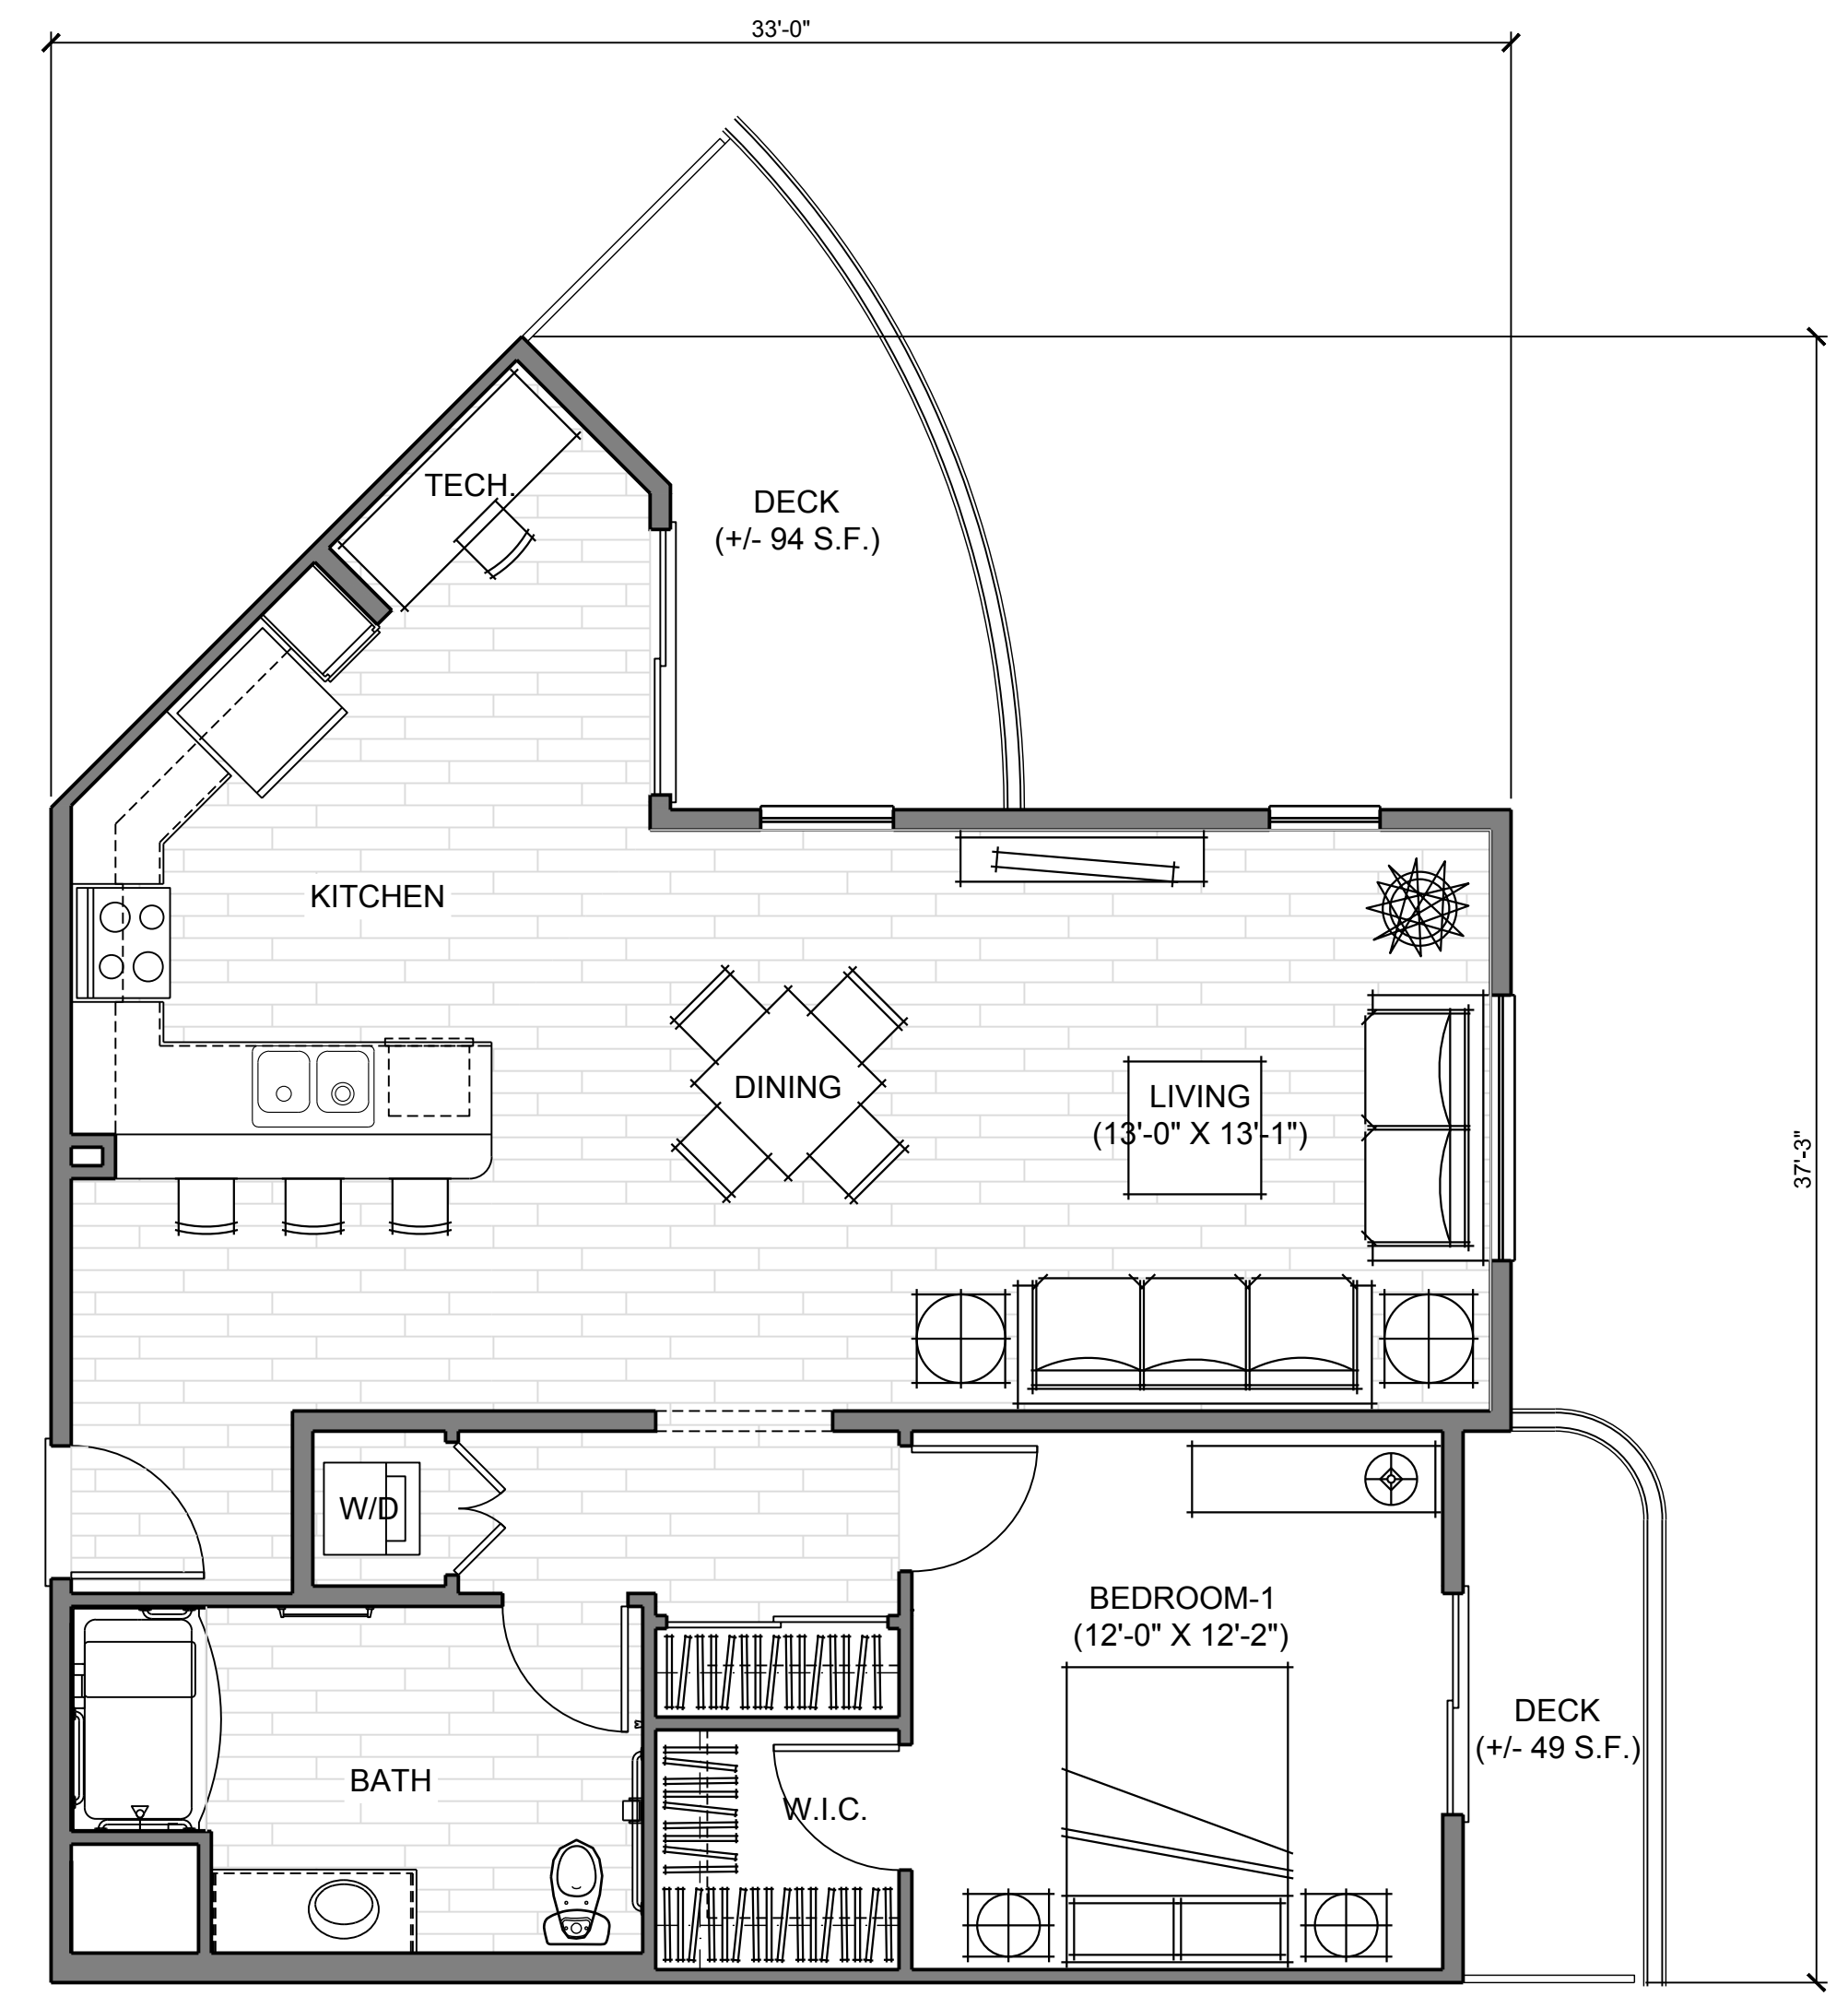 33'-0"
TECH.
DECK
(+/- 94 S.F.)
KITCHEN
DINING
LIVING
(13'-0" X 13'-1")
37'-3"
W/D
BEDROOM-1
(12'-0" X 12'-2")
DECK
(+/- 49 S.F.)
BATH
W.I.C.